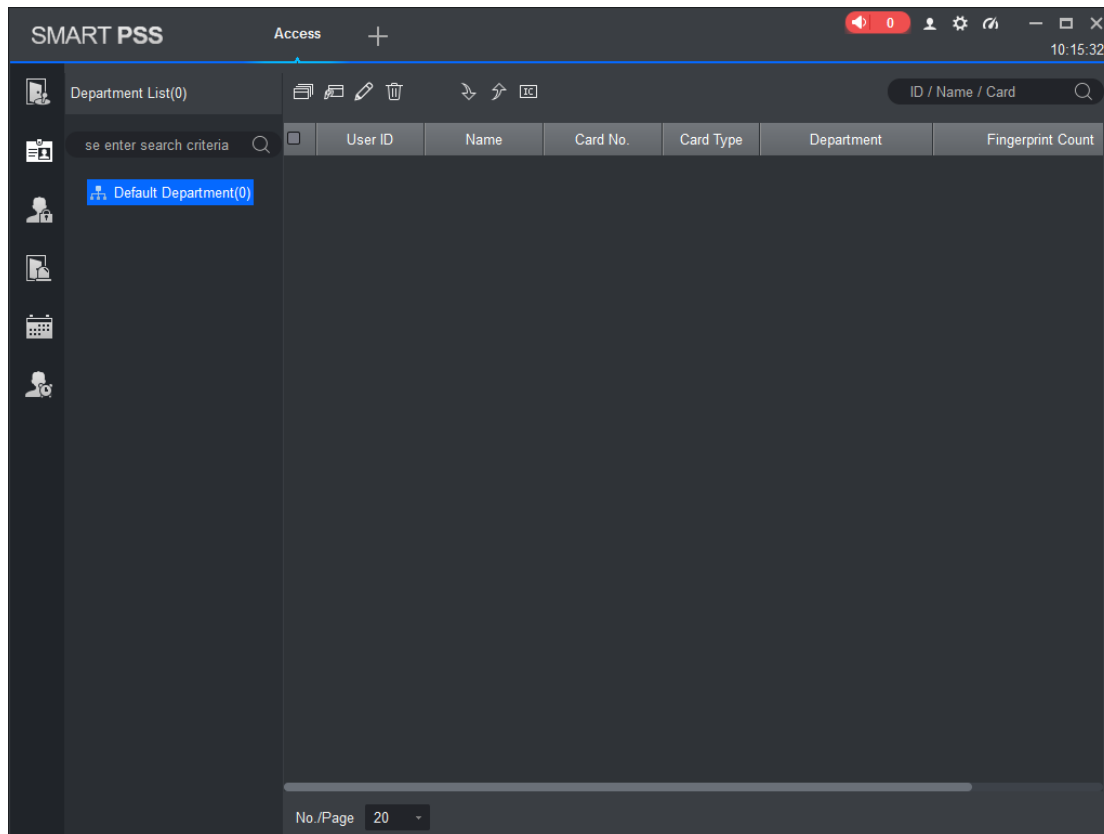 SMART PSS
Access
0
10:15:32
Department List(0)
IC
ID / Name / Card
se enter search criteria
User ID
Name
Card No.
Card Type
Department
Fingerprint Count
Default Department(0)
No./Page
20